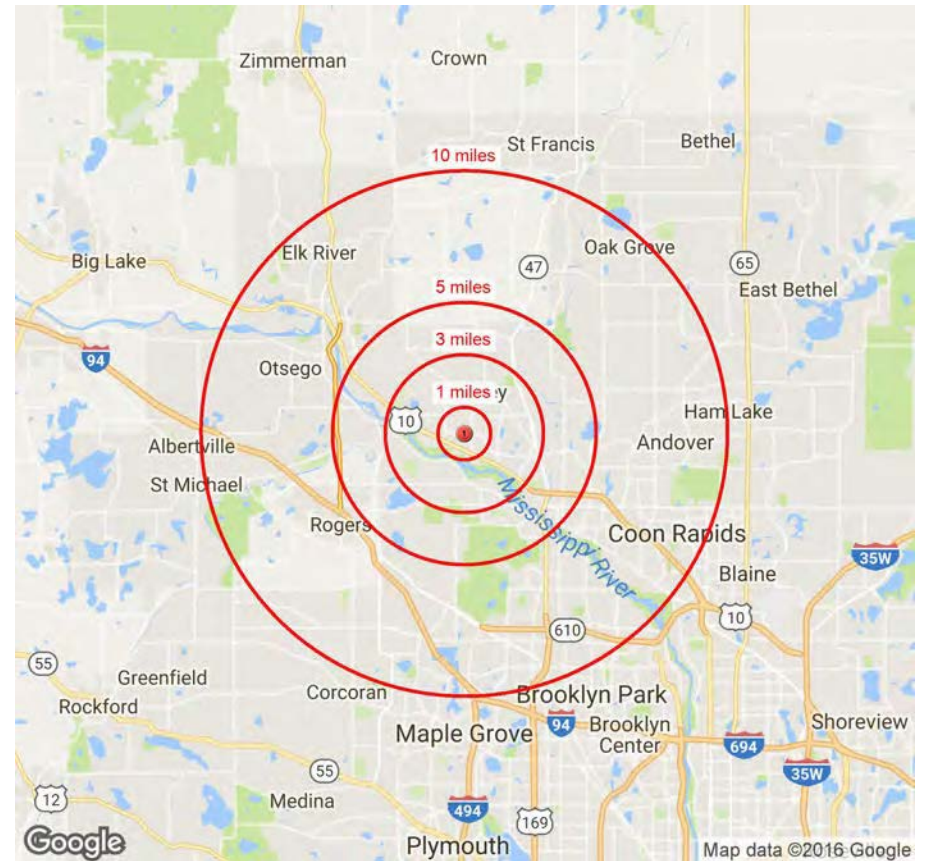 Zimmerman
Crown
St Francis
Bethel
10 miles
Elk River
Oak Grove
Big Lake
47
65
5 miles
East Bethel
3 miles
94
Otsego
1 miles
10
Ham Lake
Albertville
Andover
St Michael
Mississippi River
Rogers
Coon Rapids
35W
Blaine
10
610
55
Greenfield
Corcoran
Brooklyn Park
Rockford
94
Brooklyn
Center
Shoreview
Maple Grove
694
55
35W
12
Medina
494
169
Google
Plymouth
Map data ©2016 Google